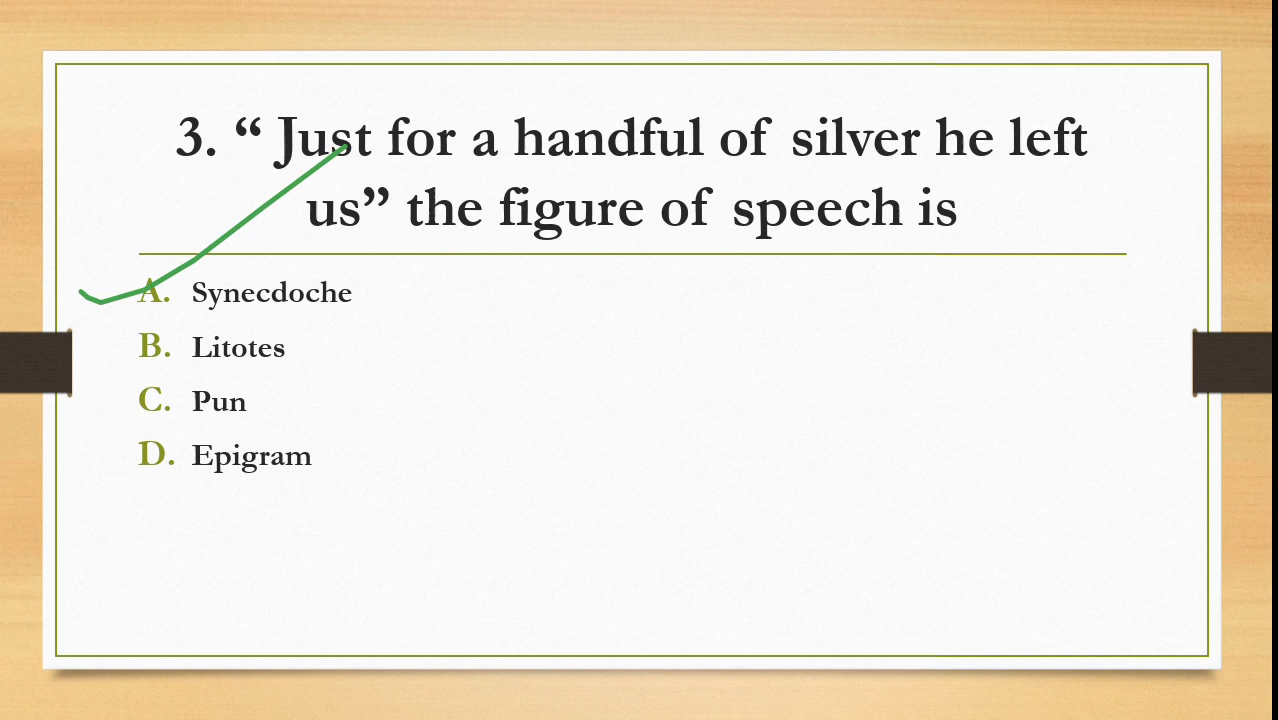 3. “ Just for a handful of silver he left
us” the figure of speech is
A. Synecdoche
B. Litotes
C. Pun
D. Epigram